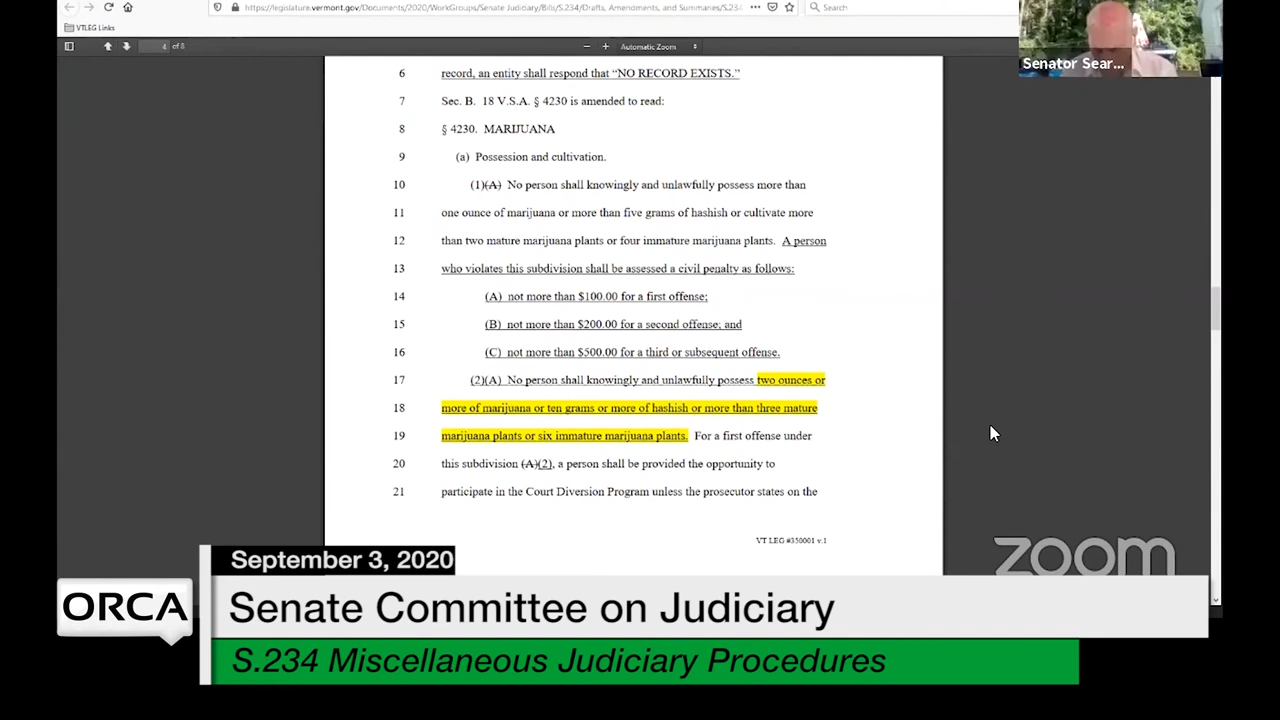 https://legislature.vermont.gov/Documents/2020/WorkGroups/Senate Judiciary/Bills/S.234/Drafts, Amendments, and Summaries/S.234
Search
VTLEG Links
4 of 8
Automatic Zoom
Senator Sear...
6 record, an entity shall respond that “NO RECORD EXISTS.”
7 Sec. B. 18 V.S.A. § 4230 is amended to read:
8 § 4230. MARIJUANA
9 (a) Possession and cultivation.
10 (1)(A) No person shall knowingly and unlawfully possess more than
11 one ounce of marijuana or more than five grams of hashish or cultivate more
12 than two mature marijuana plants or four immature marijuana plants. A person
13 who violates this subdivision shall be assessed a civil penalty as follows:
14 (A) not more than $100.00 for a first offense;
15 (B) not more than $200.00 for a second offense; and
16 (C) not more than $500.00 for a third or subsequent offense.
17 (2)(A) No person shall knowingly and unlawfully possess two ounces or
18 more of marijuana or ten grams or more of hashish or more than three mature
19 marijuana plants or six immature marijuana plants. For a first offense under
20 this subdivision (A)(2), a person shall be provided the opportunity to
21 participate in the Court Diversion Program unless the prosecutor states on the
VT LEG #350001 v.1
zoom
September 3, 2020
ORCA
Senate Committee on Judiciary
S.234 Miscellaneous Judiciary Procedures